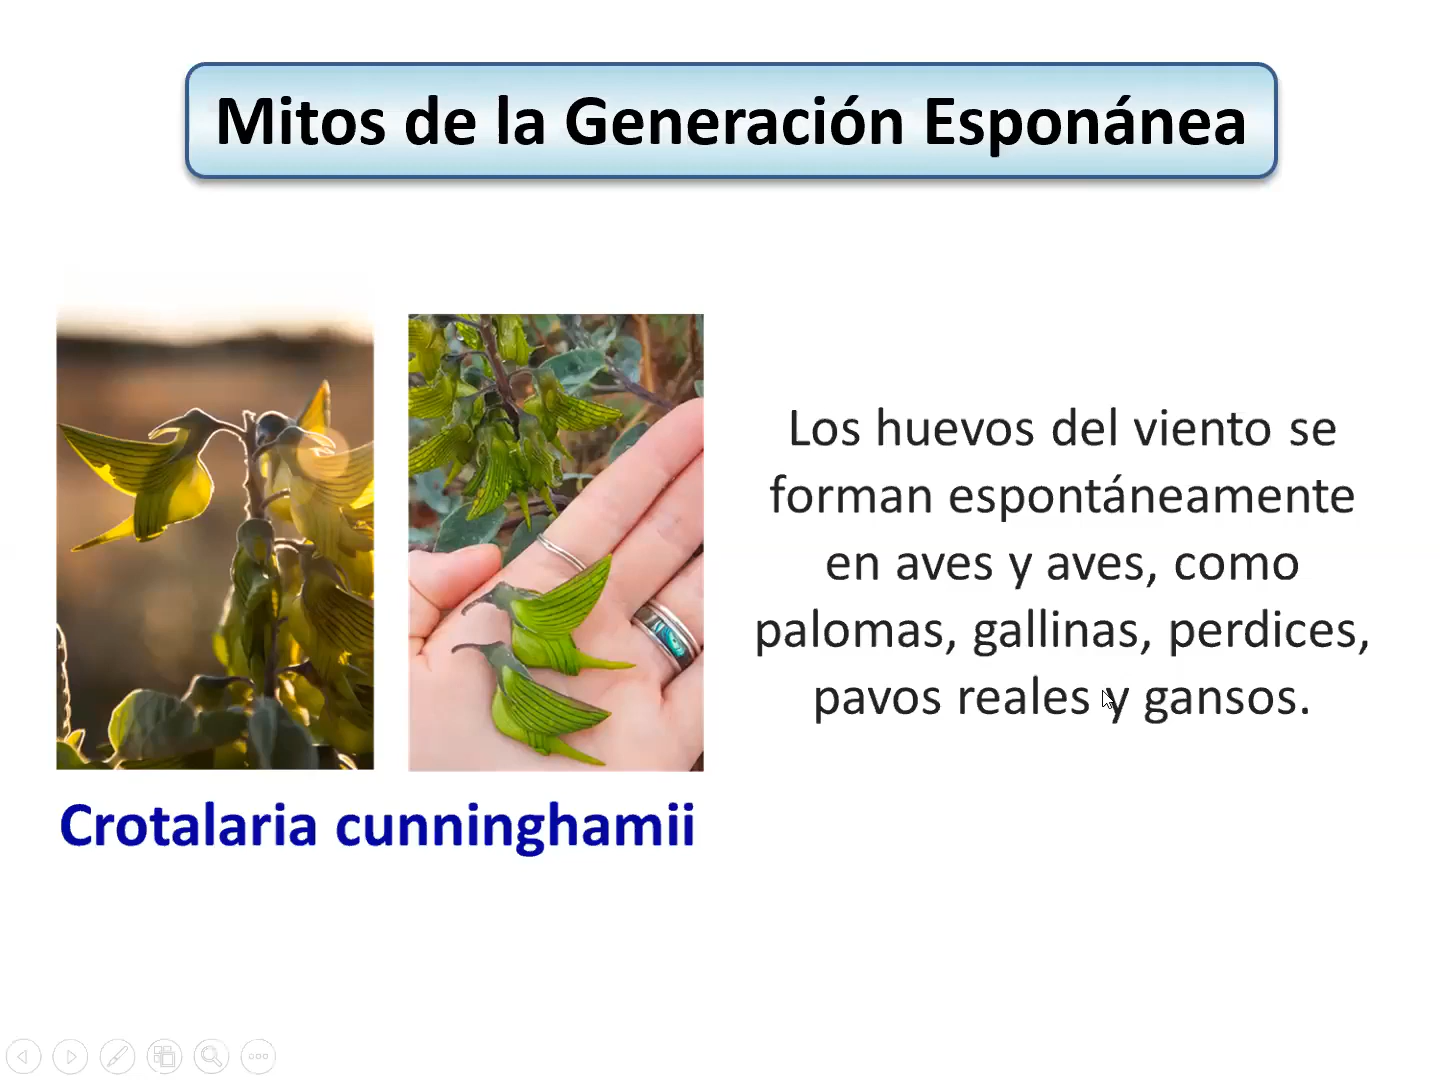 Mitos de la Generación Esponánea
Los huevos del viento se
forman espontáneamente
en aves y aves, como
palomas, gallinas, perdices,
pavos reales y gansos.
Crotalaria cunninghamii